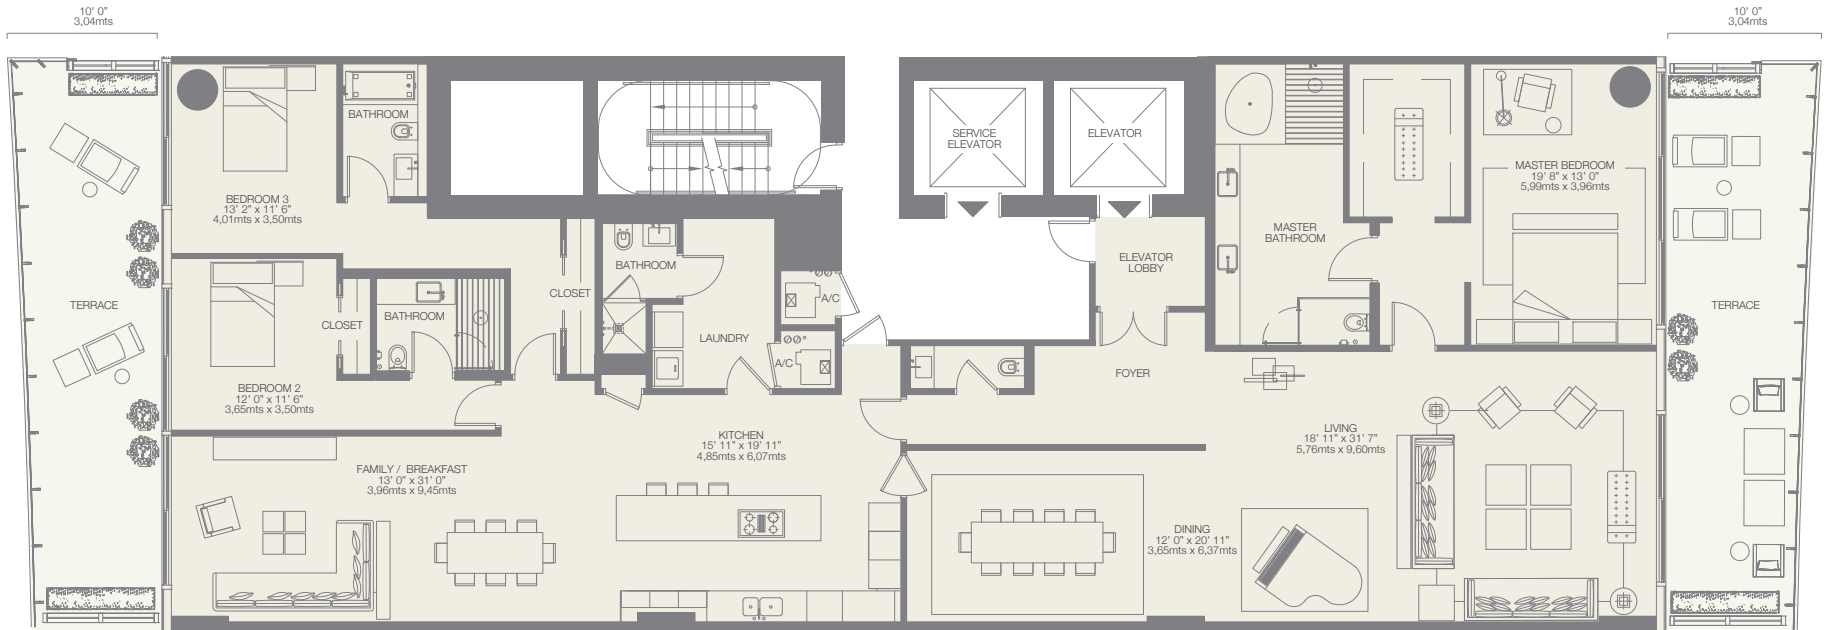 10' 0"
3,04mts
10' 0"
3,04mts
BATHROOM
BEDROOM 3
13' 2" x 11' 6"
4,01mts x 3,50mts
SERVICE
ELEVATOR
ELEVATOR
MASTER BEDROOM
19' 8" x 13' 0"
5,99mts x 3,96mts
MASTER
BATHROOM
ELEVATOR
LOBBY
BATHROOM
CLOSET
A/C
TERRACE
CLOSET
BATHROOM
LAUNDRY
A/C
TERRACE
FOYER
BEDROOM 2
12' 0" x 11' 6"
3,65mts x 3,50mts
KITCHEN
15' 11" x 19' 11"
4,85mts x 6,07mts
LIVING
18' 11" x 31' 7"
5,76mts x 9,60mts
FAMILY / BREAKFAST
13' 0" x 31' 0"
3,96mts x 9,45mts
DINING
12' 0" x 20' 11"
3,65mts x 6,37mts